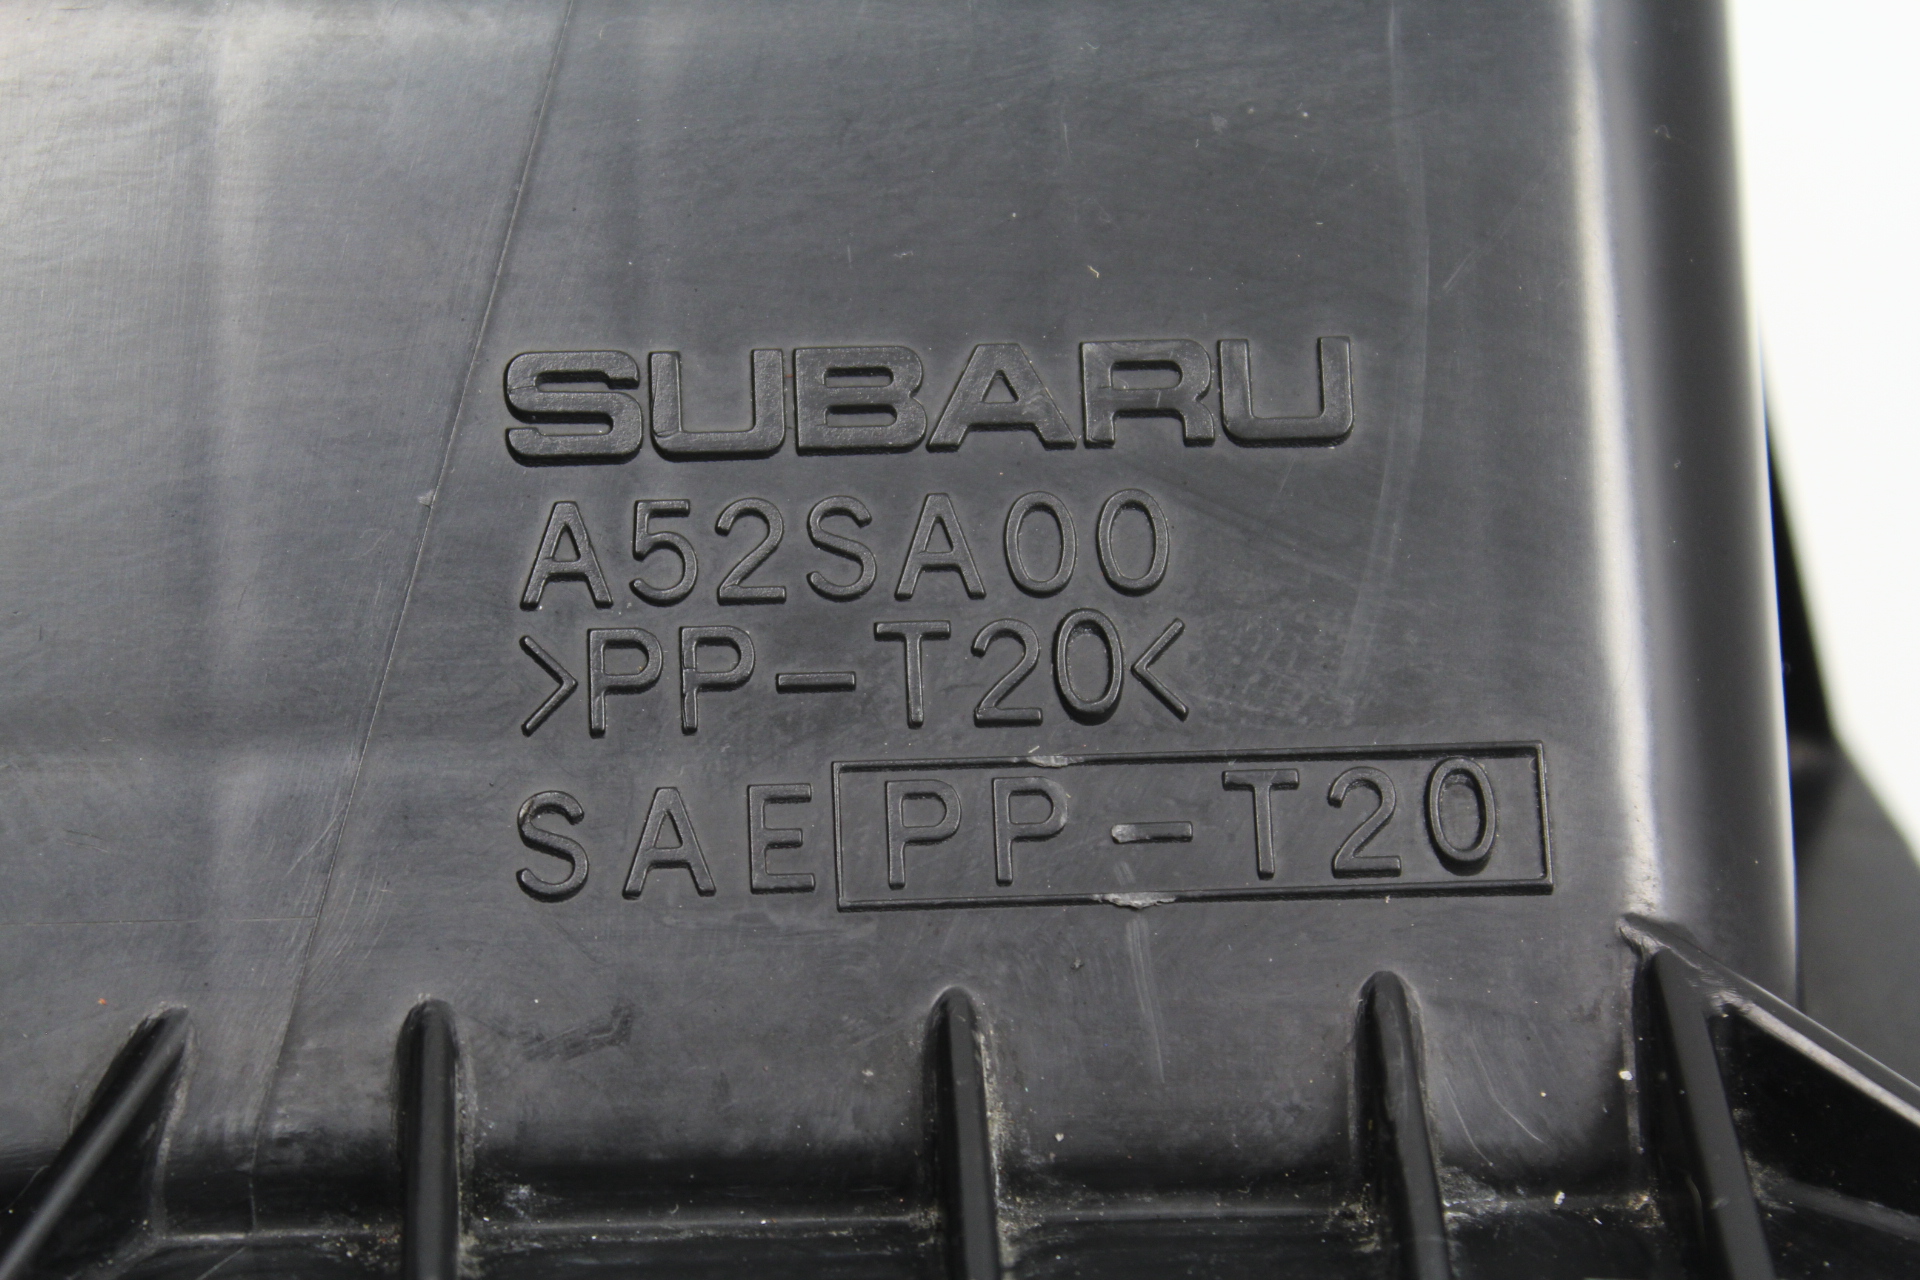 SUBARU
A52SA00
>PP-T20<
SAE PP-T20